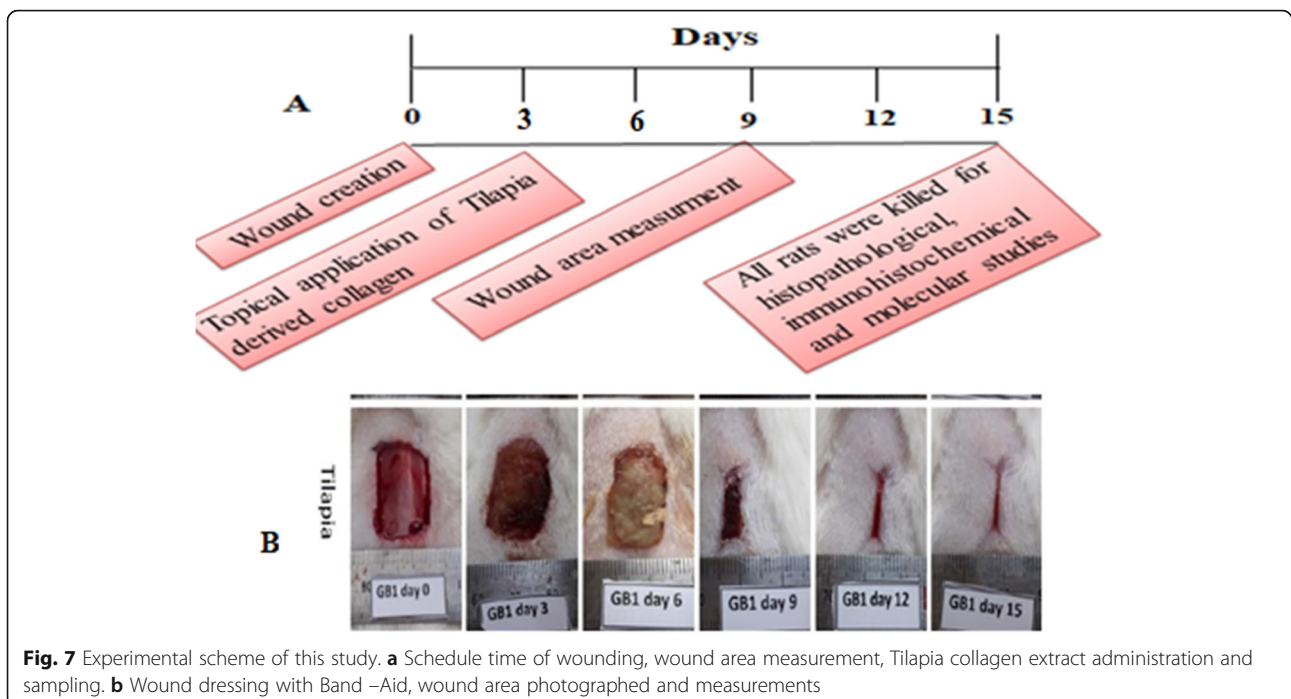 Days
A
0 3 6 9 12 15
Wound creation
Topical application of Tilapia
derived collagen
Wound area measurment
All rats were killed for
histopathological,
immunohistochemical
and molecular studies
Tilapia
B
GB1 day 0
GB1 day 3
GB1 day 6
GB1 day 9
GB1 day 12
GB1 day 15
Fig. 7 Experimental scheme of this study. a Schedule time of wounding, wound area measurement, Tilapia collagen extract administration and
sampling. b Wound dressing with Band –Aid, wound area photographed and measurements